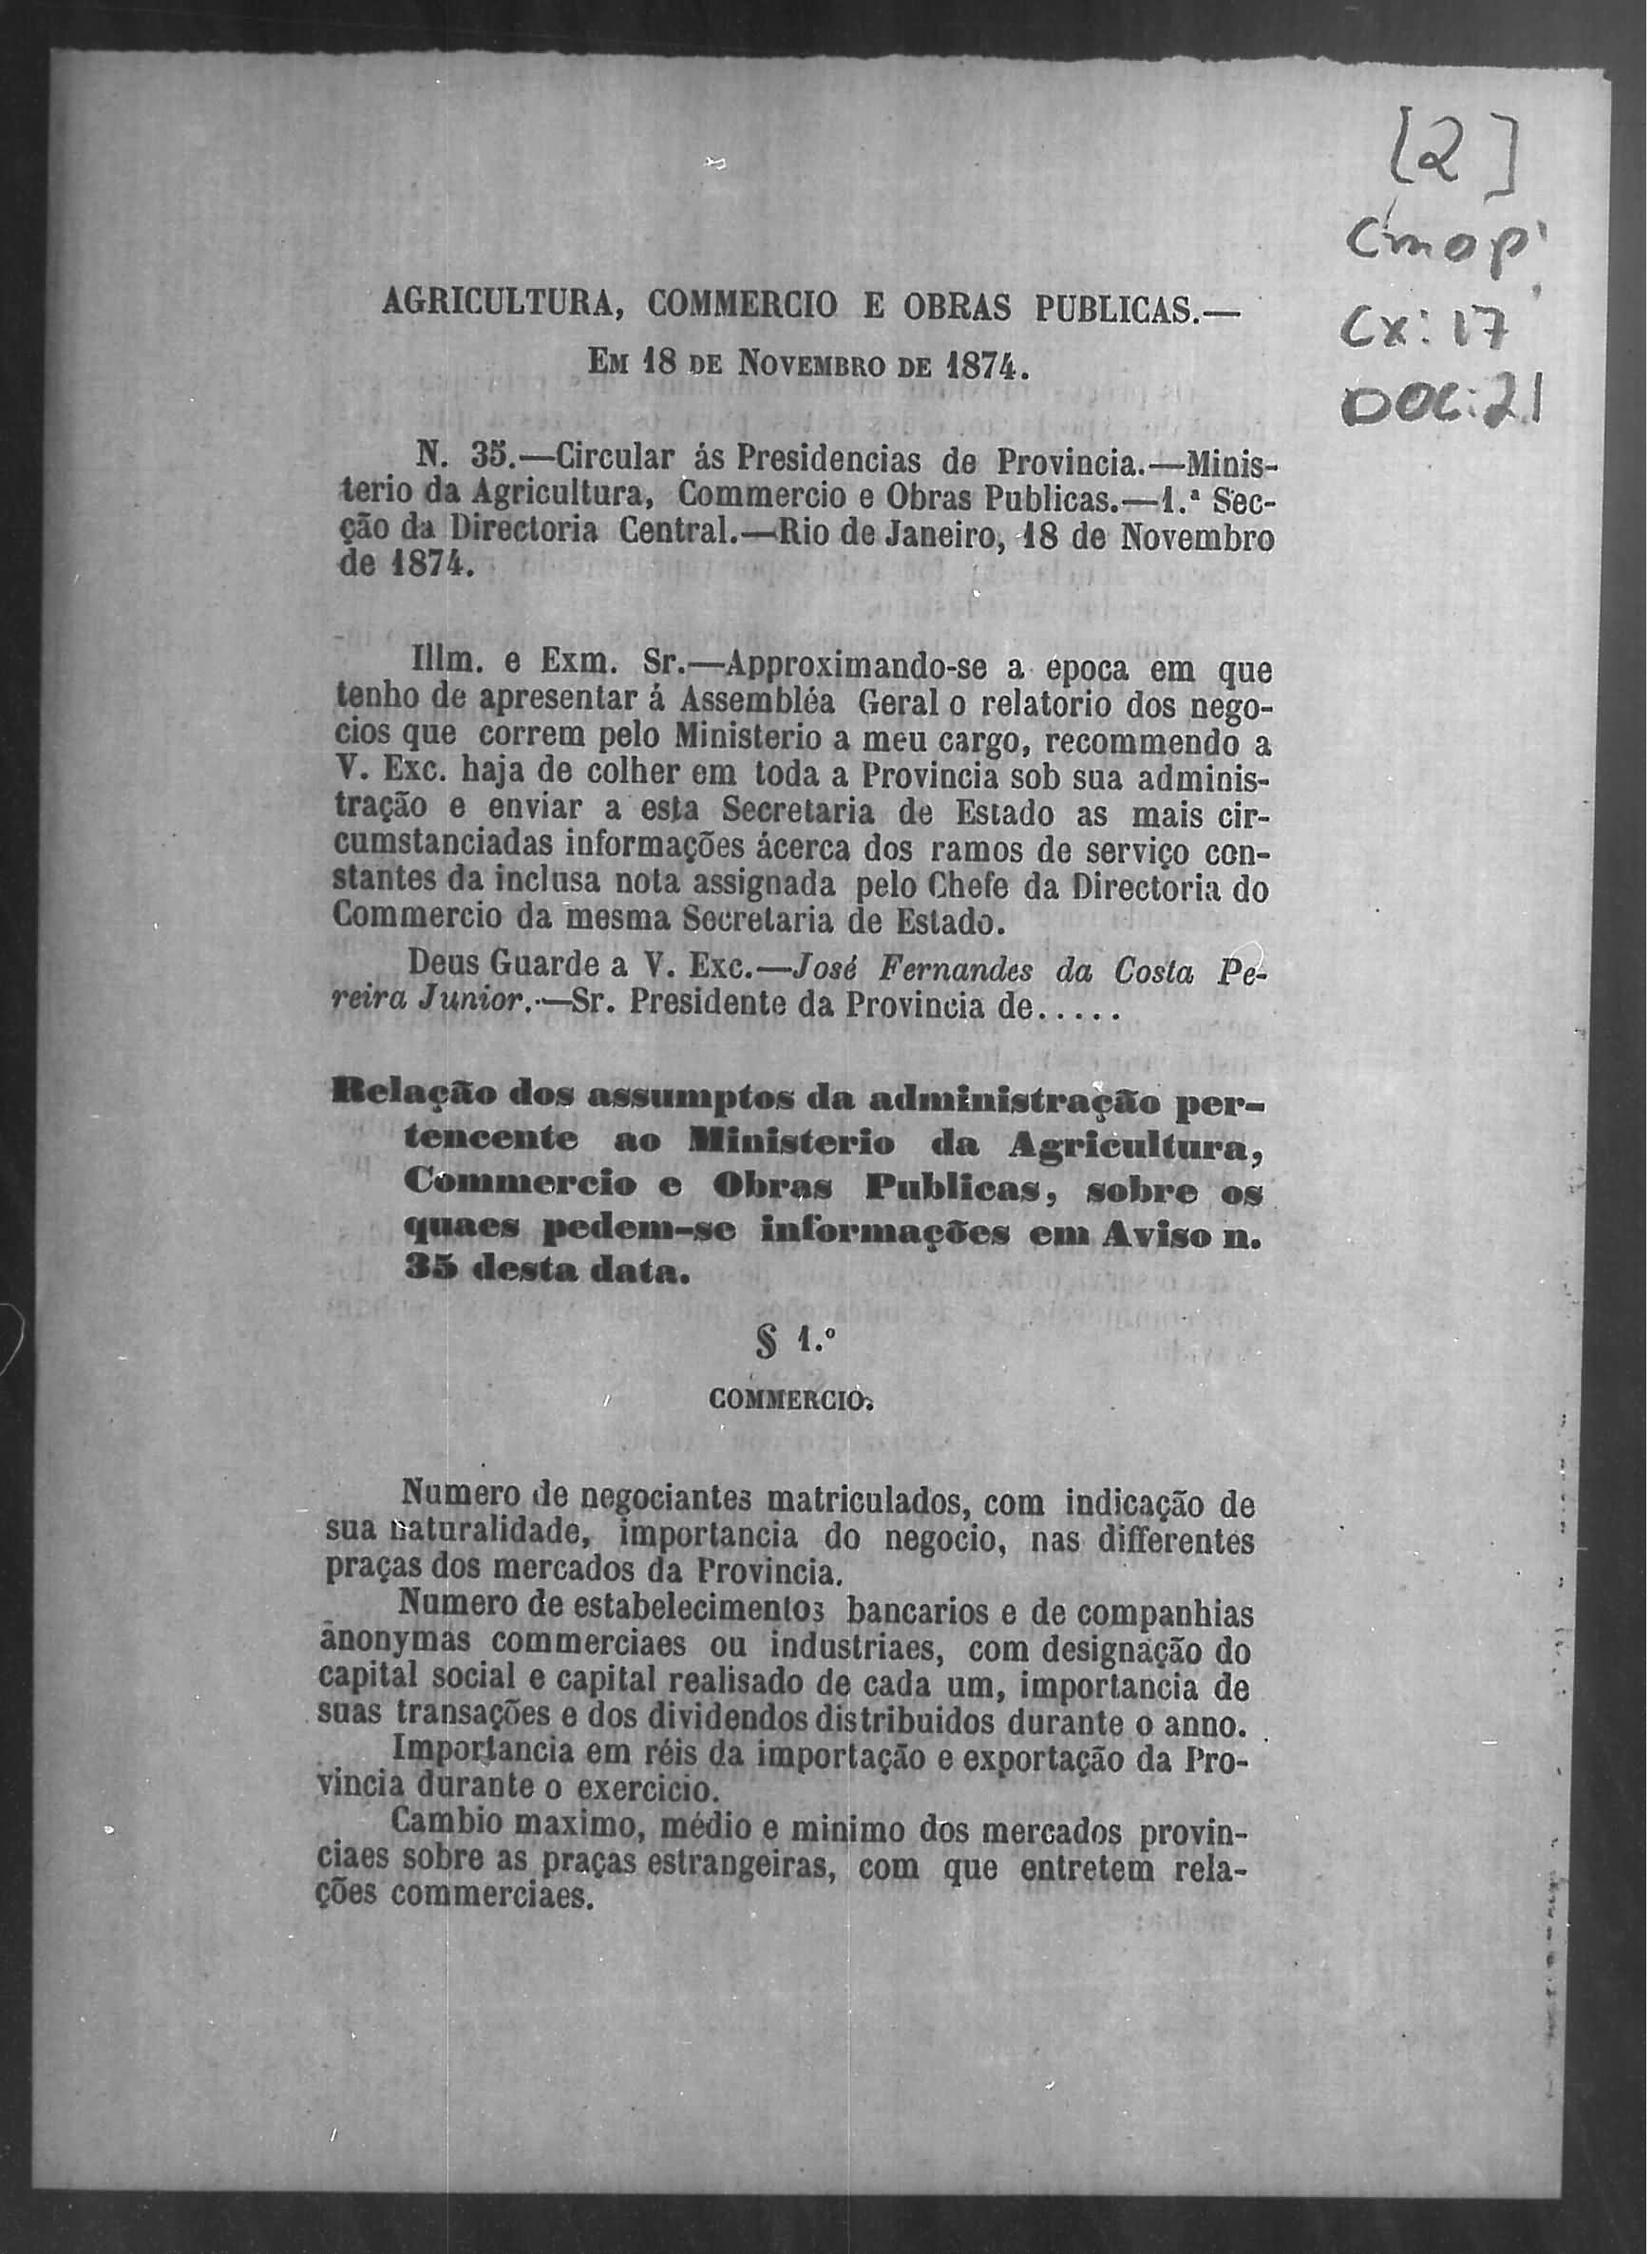 [2]
Cmop
Cx: 17
DOC: 21
AGRICULTURA, COMMERCIO E OBRAS PUBLICAS.—
EM 18 DE NOVEMBRO DE 1874.
N. 35.—Circular ás Presidencias de Provincia.—Minis-
terio da Agricultura, Commercio e Obras Publicas.—1.ª Sec-
ção da Directoria Central.—Rio de Janeiro, 18 de Novembro
de 1874.
Illm. e Exm. Sr.—Approximando-se a epoca em que
tenho de apresentar á Assembléa Geral o relatorio dos nego-
cios que correm pelo Ministerio a meu cargo, recommendo a
V. Exc. haja de colher em toda a Provincia sob sua adminis-
tração e enviar a esta Secretaria de Estado as mais cir-
cumstanciadas informações ácerca dos ramos de serviço con-
stantes da inclusa nota assignada pelo Chefe da Directoria do
Commercio da mesma Secretaria de Estado.
Deus Guarde a V. Exc.—José Fernandes da Costa Pe-
reira Junior.—Sr. Presidente da Provincia de.....
Relação dos assumptos da administração per-
tencente ao Ministerio da Agricultura,
Commercio e Obras Publicas, sobre os
quaes pedem-se informações em Aviso n.
35 desta data.
§ 1.º
COMMERCIO.
Numero de negociantes matriculados, com indicação de
sua naturalidade, importancia do negocio, nas differentes
praças dos mercados da Provincia.
Numero de estabelecimentos bancarios e de companhias
anonymas commerciaes ou industriaes, com designação do
capital social e capital realisado de cada um, importancia de
suas transações e dos dividendos distribuidos durante o anno.
Importancia em réis da importação e exportação da Pro-
vincia durante o exercicio.
Cambio maximo, médio e minimo dos mercados provin-
ciaes sobre as praças estrangeiras, com que entretem rela-
ções commerciaes.